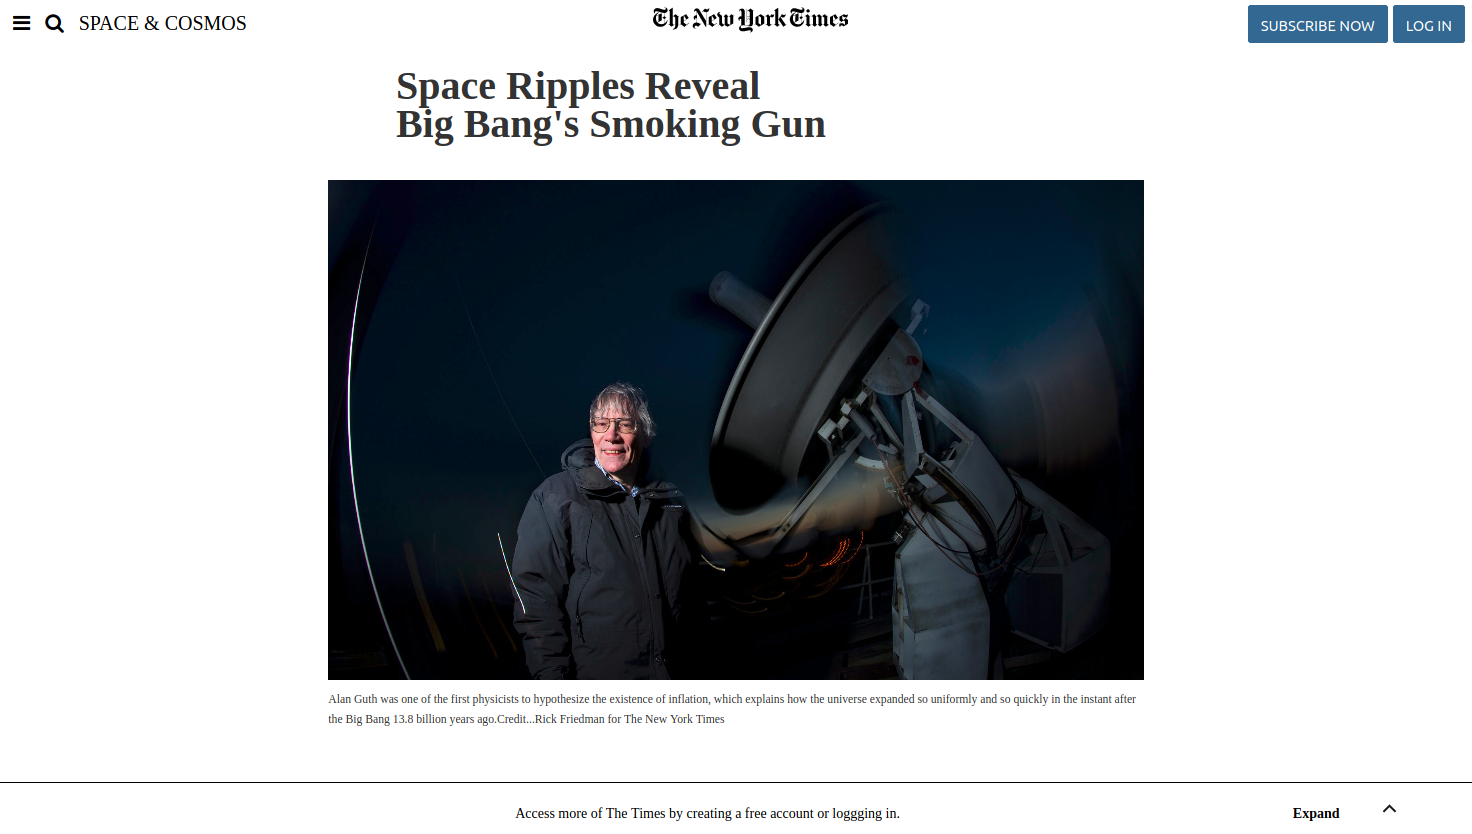 SPACE & COSMOS
The New York Times
SUBSCRIBE NOW
LOG IN
Space Ripples Reveal
Big Bang's Smoking Gun
Alan Guth was one of the first physicists to hypothesize the existence of inflation, which explains how the universe expanded so uniformly and so quickly in the instant after
the Big Bang 13.8 billion years ago.Credit...Rick Friedman for The New York Times
Access more of The Times by creating a free account or loggging in.
Expand